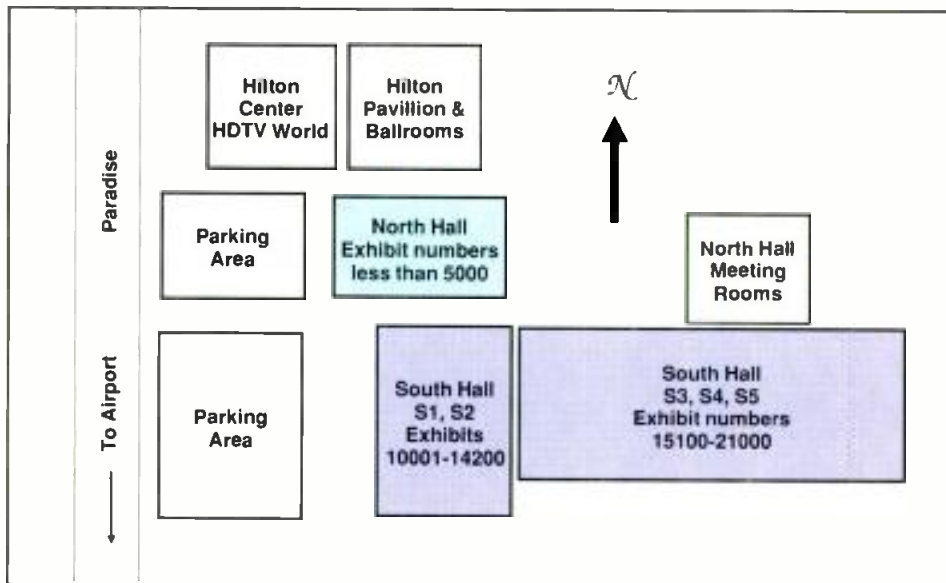 Hilton
Center
HDTV World
Hilton
Pavillion &
Ballrooms
N
Paradise
Parking
Area
North Hall
Exhibit numbers
less than 5000
North Hall
Meeting
Rooms
To Airport
Parking
Area
South Hall
S1, S2
Exhibits
10001-14200
South Hall
S3, S4, S5
Exhibit numbers
15100-21000